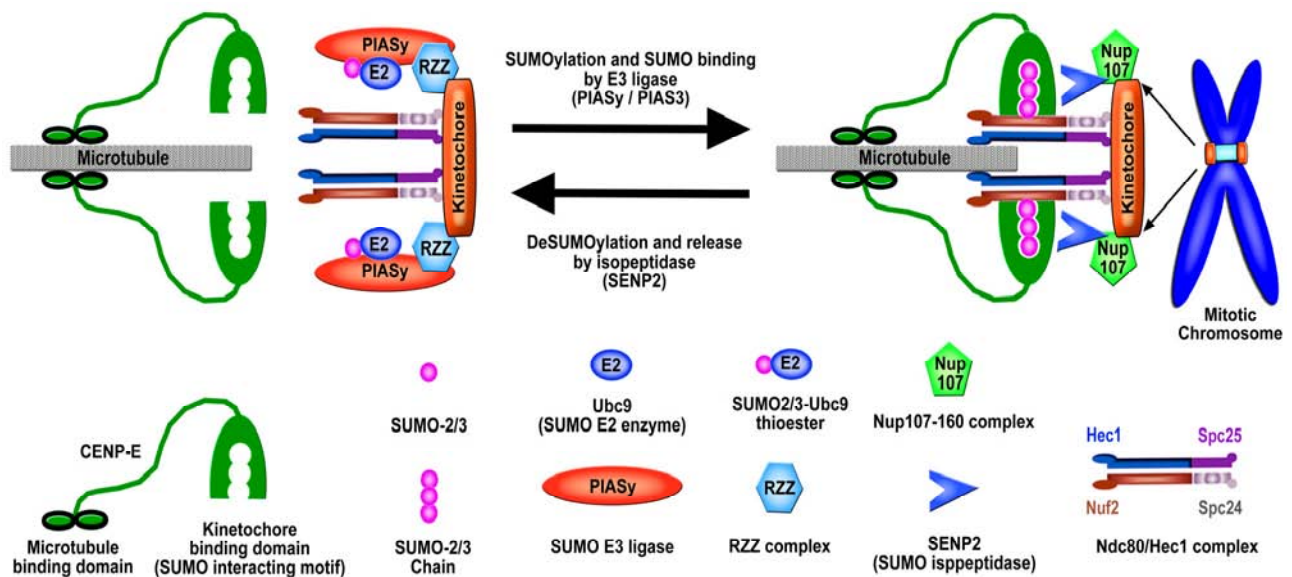 PIASy
E2
RZZ
Microtubule
Kinetochore
E2
RZZ
PIASy
SUMOylation and SUMO binding
by E3 ligase
(PIASy / PIAS3)
DeSUMOylation and release
by isopeptidase
(SENP2)
Nup
107
Microtubule
Kinetochore
Nup
107
Mitotic
Chromosome
CENP-E
Microtubule
binding domain
Kinetochore
binding domain
(SUMO interacting motif)
SUMO-2/3
SUMO-2/3
Chain
E2
Ubc9
(SUMO E2 enzyme)
PIASy
SUMO E3 ligase
E2
SUMO2/3-Ubc9
thioester
RZZ
RZZ complex
Nup
107
Nup107-160 complex
SENP2
(SUMO isppeptidase)
Hec1
Spc25
Nuf2
Spc24
Ndc80/Hec1 complex